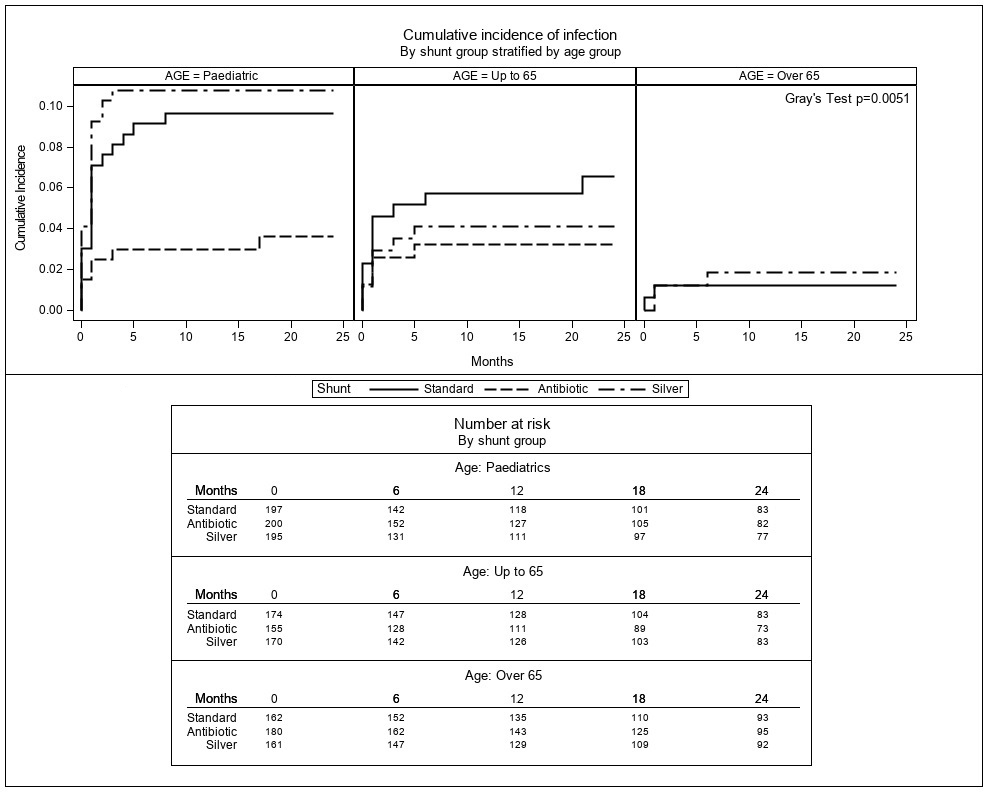 Cumulative incidence of infection
By shunt group stratified by age group
AGE = Paediatric AGE = Up to 65 AGE = Over 65
Gray's Test p=0.0051
Cumulative Incidence
0.10
0.08
0.06
0.04
0.02
0.00
0 5 10 15 20 25 0 5 10 15 20 25 0 5 10 15 20 25
Months
Shunt Standard Antibiotic Silver
Number at risk
By shunt group
Age: Paediatrics
Months 0 6 12 18 24
Standard 197 142 118 101 83
Antibiotic 200 152 127 105 82
Silver 195 131 111 97 77
Age: Up to 65
Months 0 6 12 18 24
Standard 174 147 128 104 83
Antibiotic 155 128 111 89 73
Silver 170 142 126 103 83
Age: Over 65
Months 0 6 12 18 24
Standard 162 152 135 110 93
Antibiotic 180 162 143 125 95
Silver 161 147 129 109 92